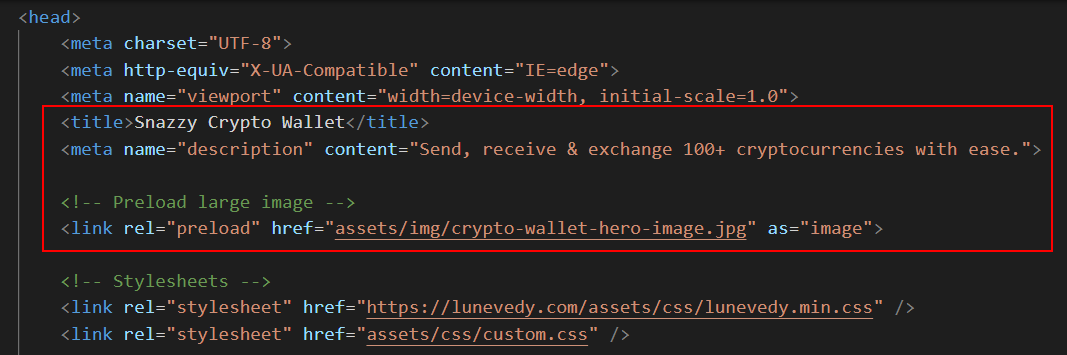 <head>
<meta charset="UTF-8">
<meta http-equiv="X-UA-Compatible" content="IE=edge">
<meta name="viewport" content="width=device-width, initial-scale=1.0">
<title>Snazzy Crypto Wallet</title>
<meta name="description" content="Send, receive & exchange 100+ cryptocurrencies with ease.">
<!-- Preload large image -->
<link rel="preload" href="assets/img/crypto-wallet-hero-image.jpg" as="image">
<!-- Stylesheets -->
<link rel="stylesheet" href="https://lunevedy.com/assets/css/lunevedy.min.css" />
<link rel="stylesheet" href="assets/css/custom.css" />